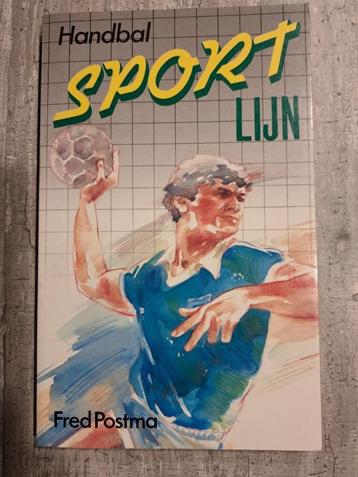 Handbal
SPORT
LIJN
Fred Postma